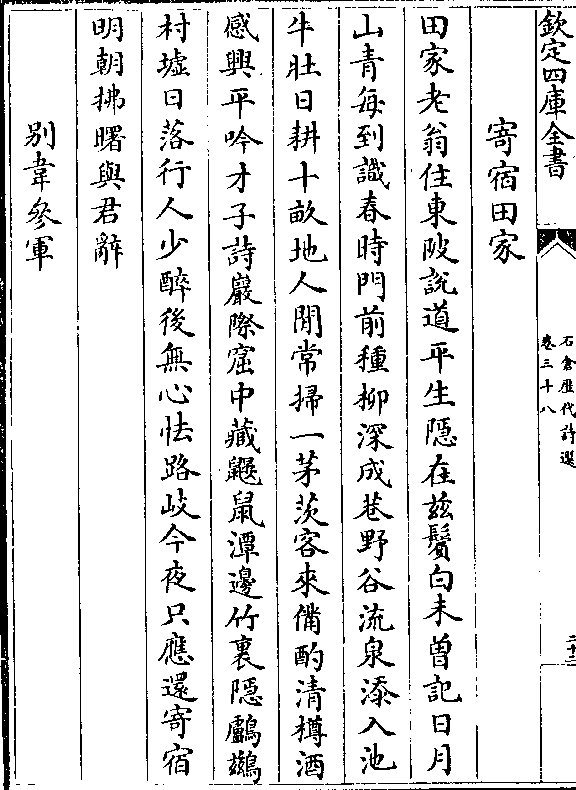 欽定四庫全書
石倉歷代詩選
卷三十八
二十二
寄宿田家
田家老翁住東陂說道平生隱在兹鬢白未曾記日月
山青每到識春時門前種柳深成巷野谷流泉添入池
牛壯日耕十畝地人閒常掃一茅茨客來備酌清樽酒
感興平吟才子詩巖際窟中藏鼴鼠潭邊竹裏隱鸕鷀
村墟日落行人少醉後無心怯路岐今夜只應還寄宿
明朝拂曙與君辭
别韋參軍